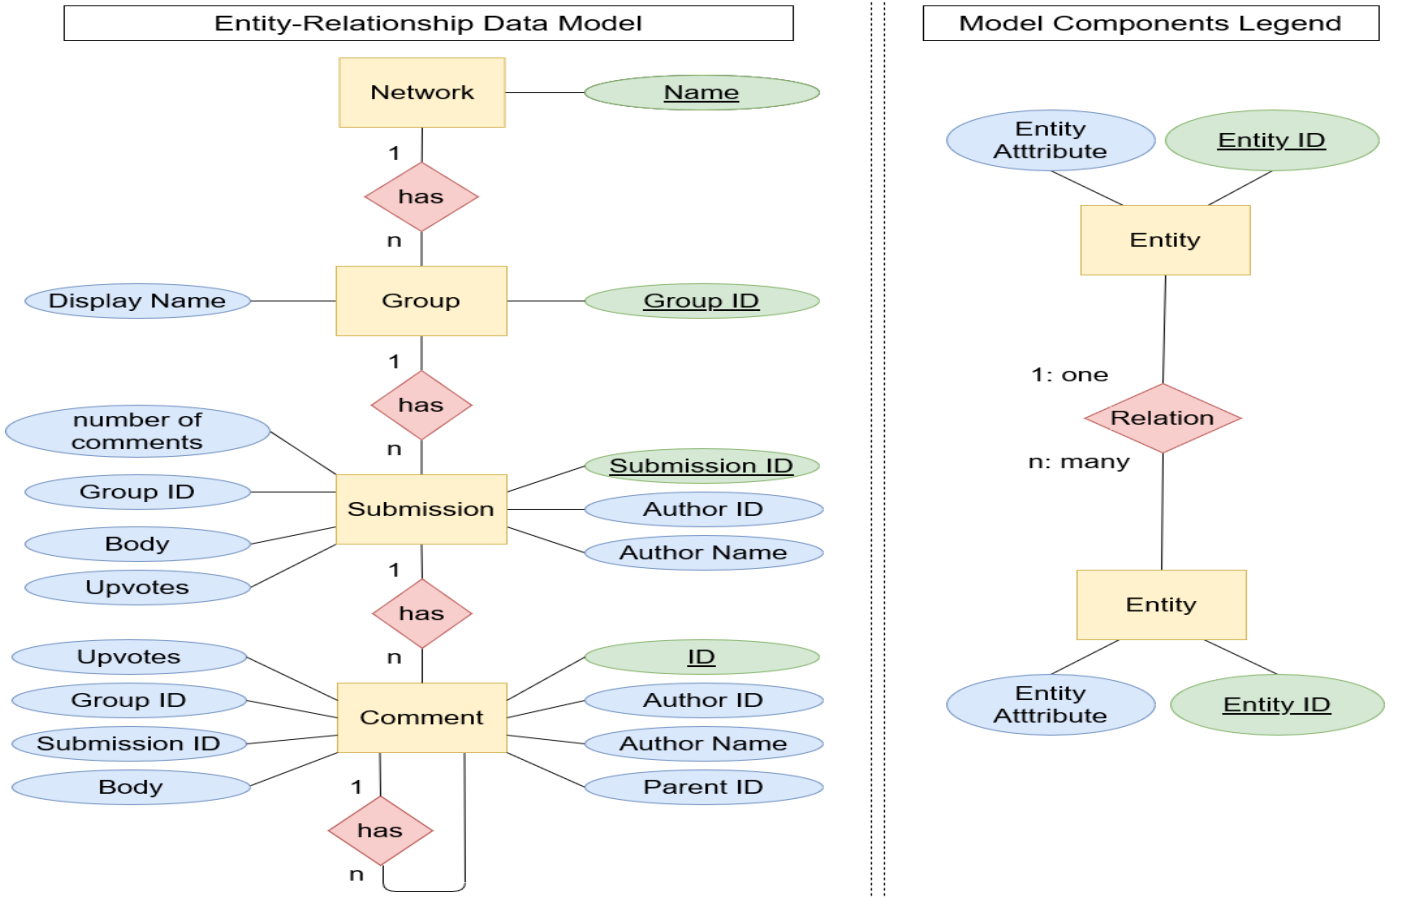 Entity-Relationship Data Model
Network
Name
1
has
n
Display Name
Group
Group ID
1
has
n
number of
comments
Group ID
Body
Upvotes
Submission
Submission ID
Author ID
Author Name
1
has
n
Upvotes
Group ID
Submission ID
Body
Comment
ID
Author ID
Author Name
Parent ID
1
has
n
Model Components Legend
Entity
Atttribute
Entity ID
Entity
1: one
Relation
n: many
Entity
Entity
Atttribute
Entity ID